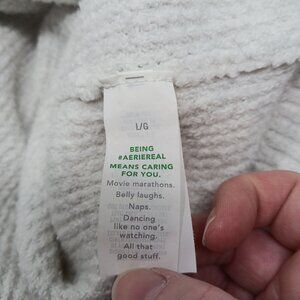 L/G
BEING
#AERIEREAL
MEANS CARING
FOR YOU.
Movie marathons.
Belly laughs.
Naps.
Dancing
like no one's
watching.
All that
good stuff.